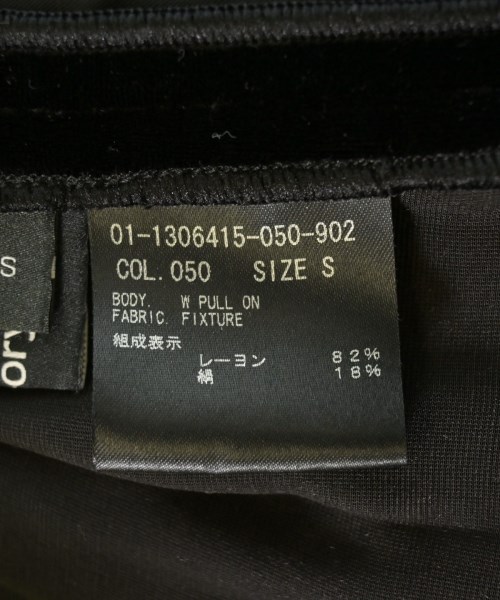 01-1306415-050-902
COL.050 SIZE S
BODY. W PULL ON
FABRIC. FIXTURE
組成表示
レーヨン 82%
絹 18%
S
ory